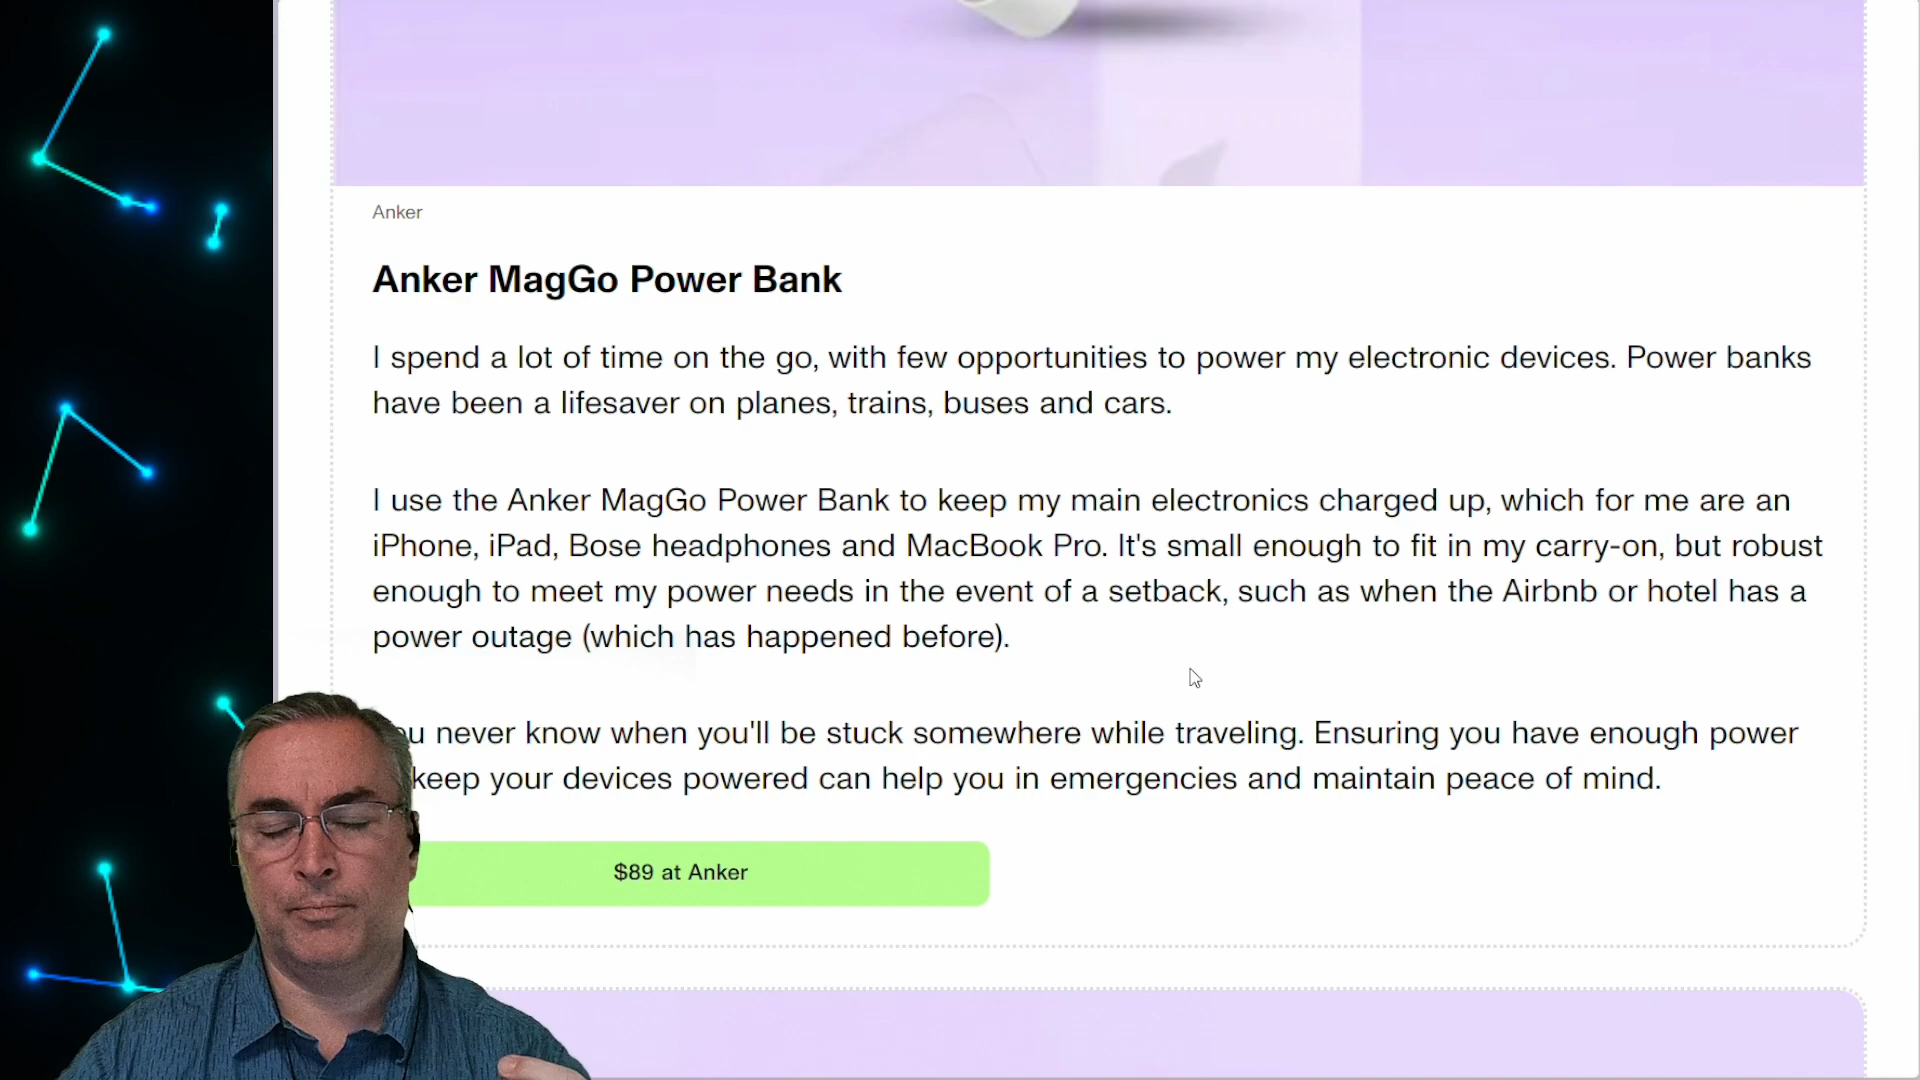 Anker
Anker MagGo Power Bank
I spend a lot of time on the go, with few opportunities to power my electronic devices. Power banks
have been a lifesaver on planes, trains, buses and cars.
I use the Anker MagGo Power Bank to keep my main electronics charged up, which for me are an
iPhone, iPad, Bose headphones and MacBook Pro. It's small enough to fit in my carry-on, but robust
enough to meet my power needs in the event of a setback, such as when the Airbnb or hotel has a
power outage (which has happened before).
never know when you'll be stuck somewhere while traveling. Ensuring you have enough power
keep your devices powered can help you in emergencies and maintain peace of mind.
$89 at Anker